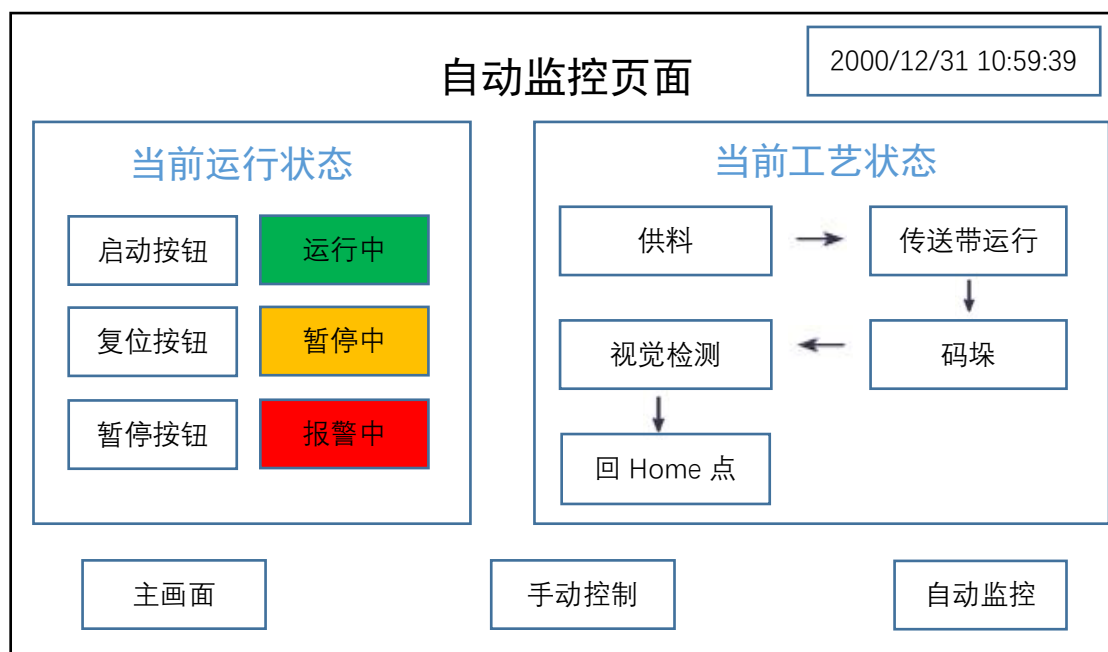 自动监控页面
2000/12/31 10:59:39
当前运行状态
启动按钮
运行中
复位按钮
暂停中
暂停按钮
报警中
当前工艺状态
供料
传送带运行
视觉检测
码垛
回 Home 点
主画面
手动控制
自动监控